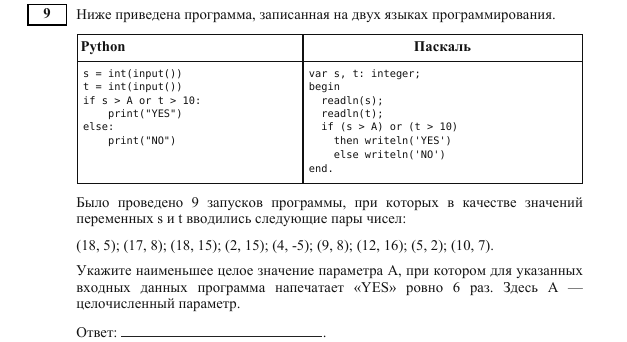 9 Ниже приведена программа, записанная на двух языках программирования.
Python
s = int(input())
t = int(input())
if s > A or t > 10:
    print("YES")
else:
    print("NO")
Паскаль
var s, t: integer;
begin
  readln(s);
  readln(t);
  if (s > A) or (t > 10)
    then writeln('YES')
    else writeln('NO')
end.
Было проведено 9 запусков программы, при которых в качестве значений
переменных s и t вводились следующие пары чисел:
(18, 5); (17, 8); (18, 15); (2, 15); (4, -5); (9, 8); (12, 16); (5, 2); (10, 7).
Укажите наименьшее целое значение параметра А, при котором для указанных
входных данных программа напечатает «YES» ровно 6 раз. Здесь А —
целочисленный параметр.
Ответ: ____________________.